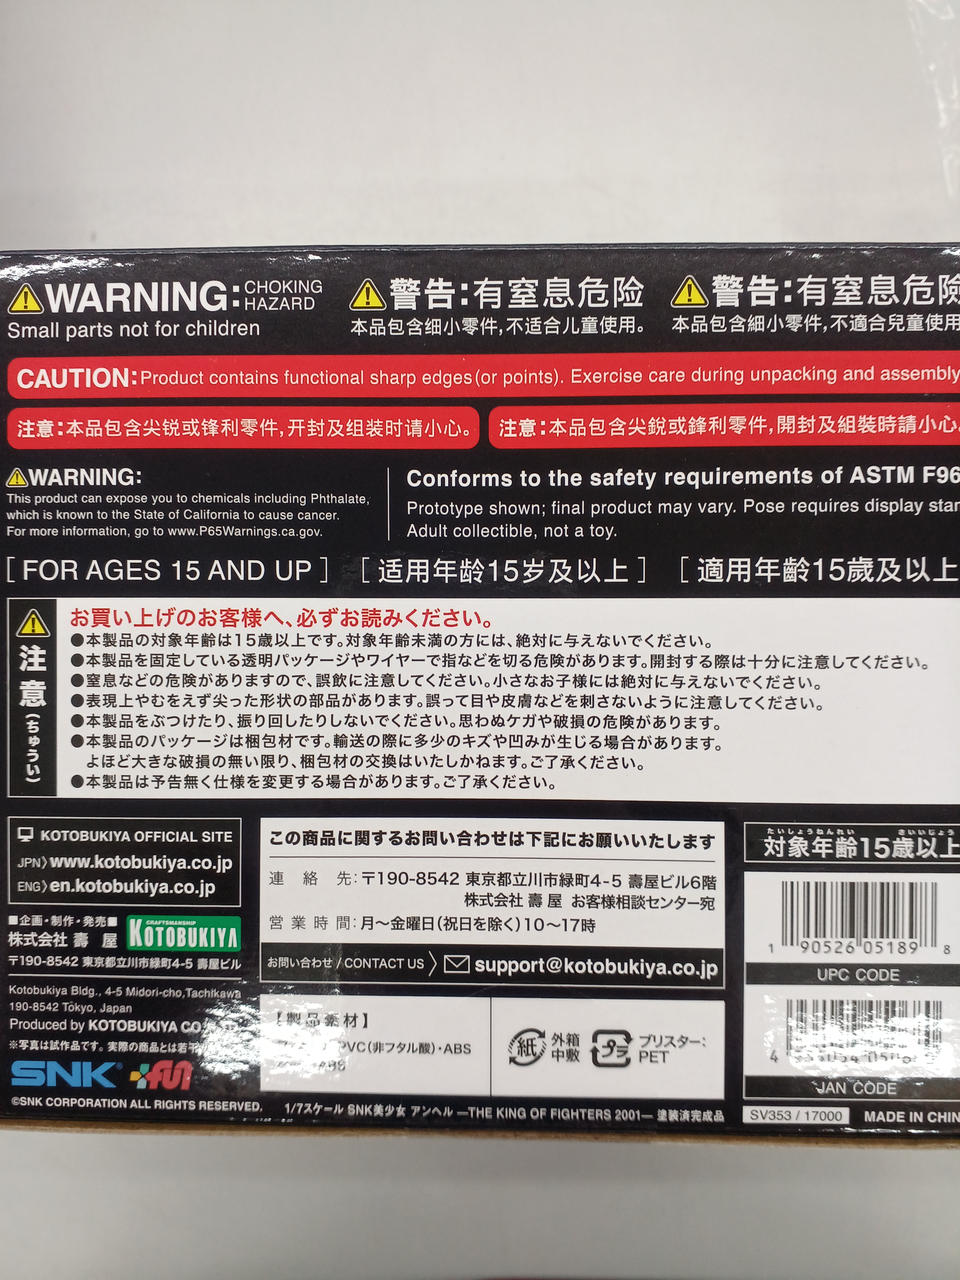 WARNING: CHOKING HAZARD
Small parts not for children
警告:有窒息危险
本品包含细小零件,不适合儿童使用。
警告:有窒息危險
本品包含細小零件,不適合兒童使用
CAUTION: Product contains functional sharp edges (or points). Exercise care during unpacking and assembly
注意:本品包含尖锐或锋利零件,开封及组装时请小心。
注意:本品包含尖銳或鋒利零件,開封及組裝時請小心。
WARNING:
This product can expose you to chemicals including Phthalate,
which is known to the State of California to cause cancer.
For more information, go to www.P65Warnings.ca.gov.
Conforms to the safety requirements of ASTM F96
Prototype shown; final product may vary. Pose requires display
Adult collectible, not a toy.
[FOR AGES 15 AND UP] [适用年龄15岁及以上] [適用年齡15歲及以上
注意(ちゅうい)
お買い上げのお客様へ、必ずお読みください。
●本製品の対象年齢は15歳以上です。対象年齢未満の方には、絶対に与えないでください。
●本製品を固定している透明パッケージやワイヤーで指などを切る危険があります。開封する際は十分に注意してください。
●窒息などの危険がありますので、誤飲に注意してください。小さなお子様には絶対に与えないでください。
●表現上やむをえず尖った形状の部品があります。誤って目や皮膚などを刺さないように注意してください。
●本製品をぶつけたり、振り回したりしないでください。思わぬケガや破損の危険があります。
●本製品のパッケージは梱包材です。輸送の際に多少のキズや凹みが生じる場合があります。
よほど大きな破損の無い限り、梱包材の交換はいたしかねます。ご了承ください。
●本製品は予告無く仕様を変更する場合があります。ご了承ください。
KOTOBUKIYA OFFICIAL SITE
JPN〉www.kotobukiya.co.jp
ENG〉en.kotobukiya.co.jp
■企画・制作・発売■
株式会社 壽 屋
CRAFTSMANSHIP
KOTOBUKIYA
〒190-8542 東京都立川市緑町4-5 壽屋ビル
Kotobukiya Bldg., 4-5 Midori-cho,Tachikawa
190-8542 Tokyo, Japan
Produced by KOTOBUKIYA CO
※写真は試作品です。実際の商品とは若干
SNK +fun
©SNK CORPORATION ALL RIGHTS RESERVED.
この商品に関するお問い合わせは下記にお願いいたします
連絡先:〒190-8542 東京都立川市緑町4-5 壽屋ビル6階
株式会社 壽 屋 お客様相談センター宛
営業時間:月〜金曜日(祝日を除く)10〜17時
お問い合わせ/CONTACT US〉support@kotobukiya.co.jp
【製品素材】
PVC(非フタル酸)・ABS
紙 外箱 中敷
プラ ブリスター: PET
1/7スケール SNK美少女 アンヘル —THE KING OF FIGHTERS 2001— 塗装済完成品
たいしょうねんれい さいいじょう
対象年齢15歳以上
1 90526 05189 8
UPC CODE
JAN CODE
SV353 / 17000
MADE IN CHIN